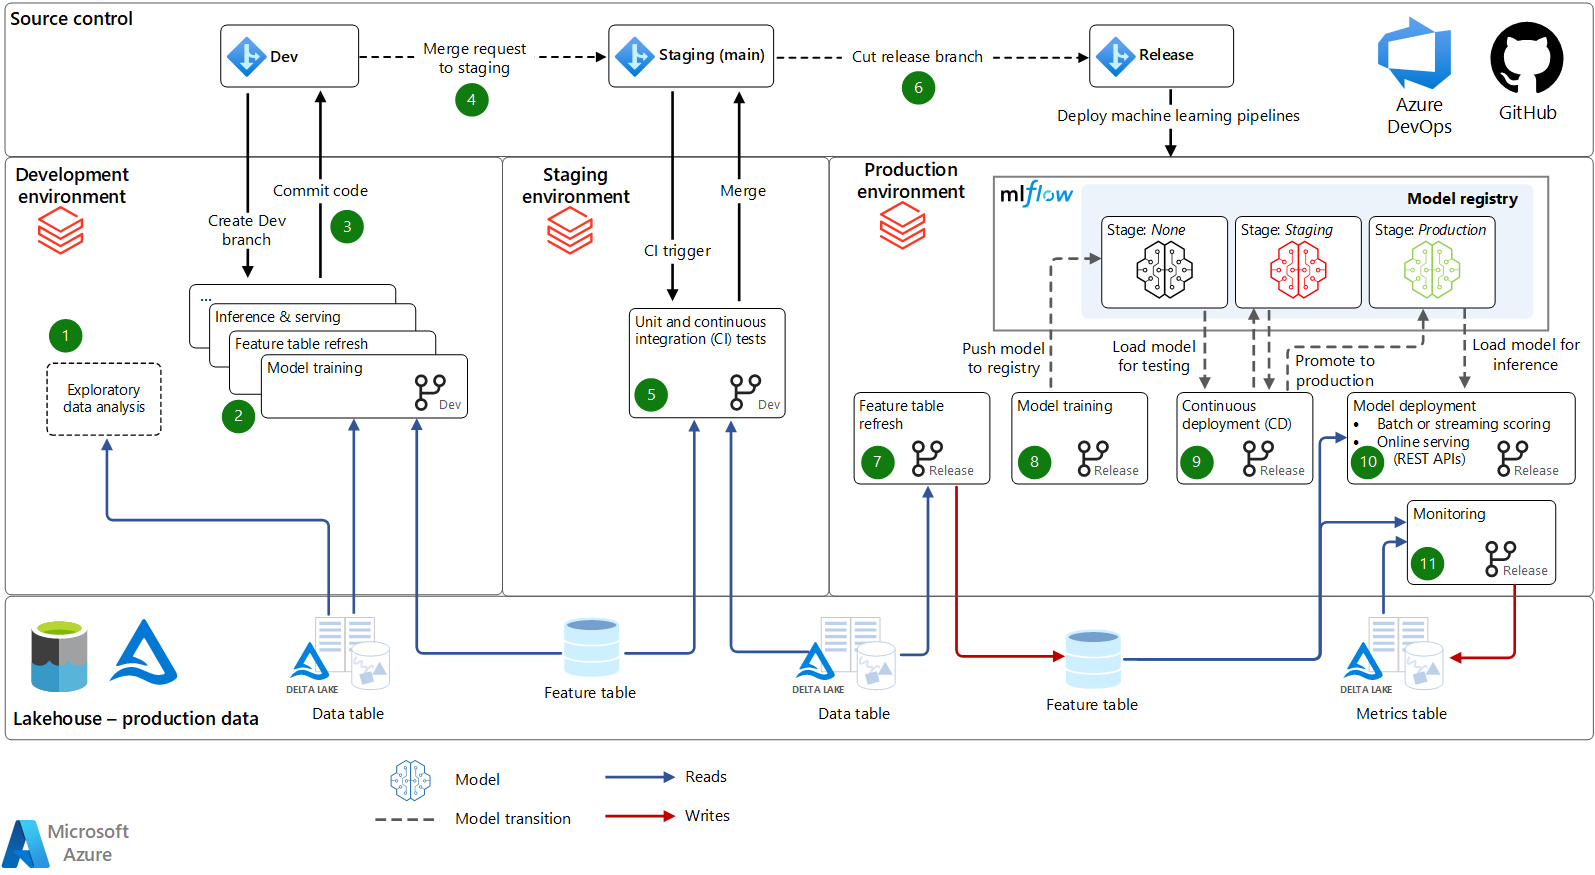 Source control
Dev
Merge request
to staging
4
Staging (main)
Cut release branch
6
Release
Deploy machine learning pipelines
Azure
DevOps
GitHub
Development
environment
Commit code
3
Create Dev
branch
1
Exploratory
data analysis
...
Inference & serving
Feature table refresh
Model training
Dev
2
Staging
environment
Merge
CI trigger
Unit and continuous
integration (CI) tests
5
Dev
Production
environment
mlflow
Model registry
Stage: None
Stage: Staging
Stage: Production
Push model
to registry
Load model
for testing
Promote to
production
Load model for
inference
Feature table
refresh
7
Release
Model training
8
Release
Continuous
deployment (CD)
9
Release
Model deployment
• Batch or streaming scoring
• Online serving
(REST APIs)
10
Release
Monitoring
11
Release
Lakehouse – production data
DELTA LAKE
Data table
Feature table
DELTA LAKE
Data table
Feature table
DELTA LAKE
Metrics table
Model
Reads
Model transition
Writes
Microsoft
Azure